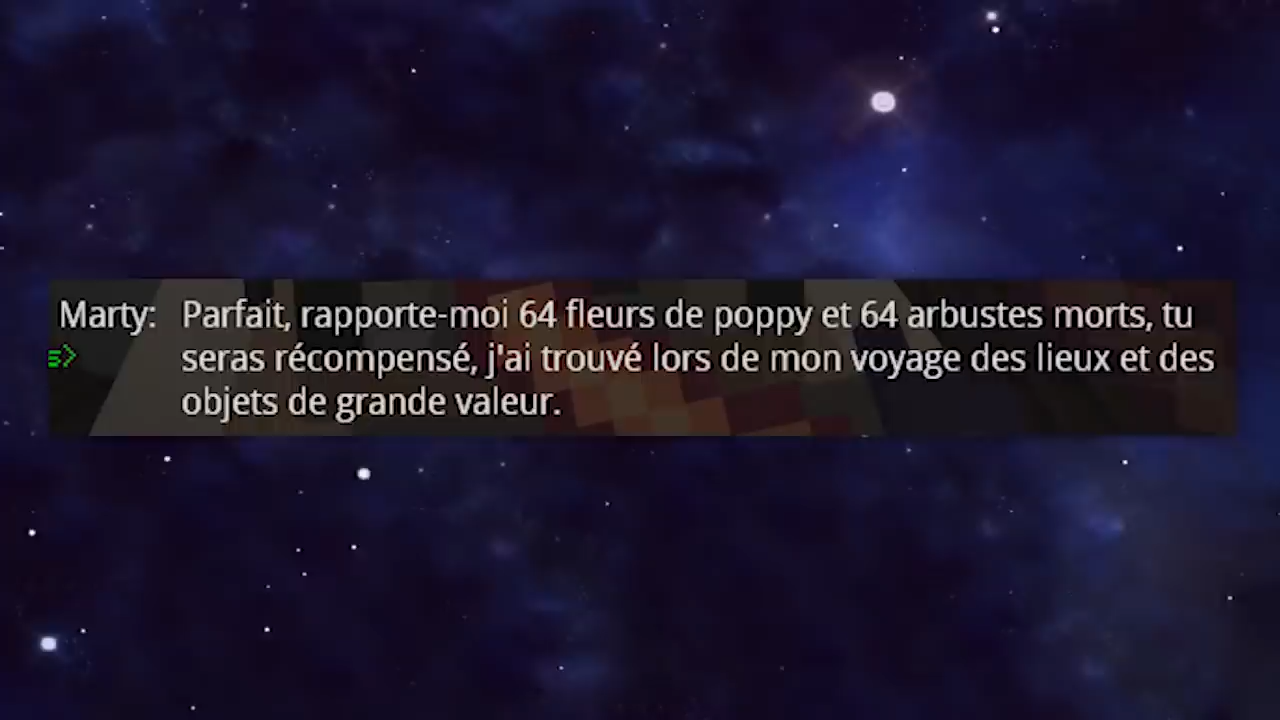 Marty: Parfait, rapporte-moi 64 fleurs de poppy et 64 arbustes morts, tu
seras récompensé, j'ai trouvé lors de mon voyage des lieux et des
objets de grande valeur.